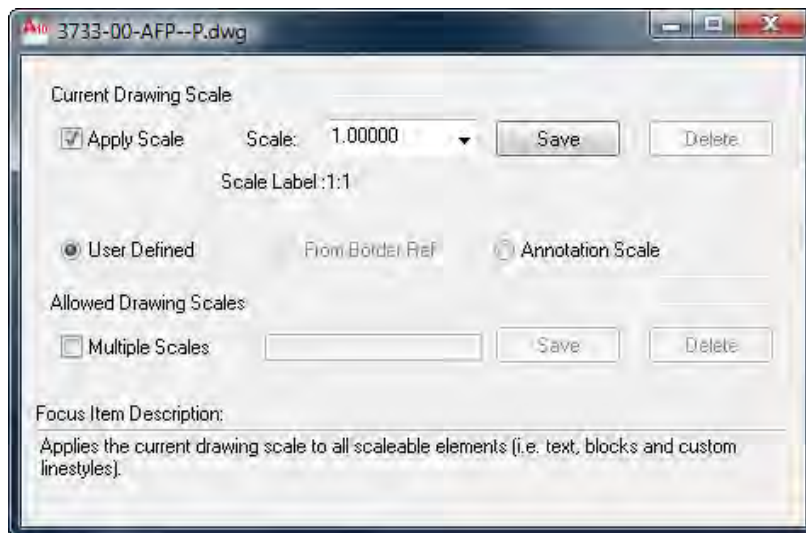 3733-00-AFP--P.dwg
Current Drawing Scale
Apply Scale Scale: 1.00000 Save Delete
Scale Label :1:1
User Defined From Border Ref Annotation Scale
Allowed Drawing Scales
Multiple Scales Save Delete
Focus Item Description:
Applies the current drawing scale to all scaleable elements (i.e. text, blocks and custom
linestyles).